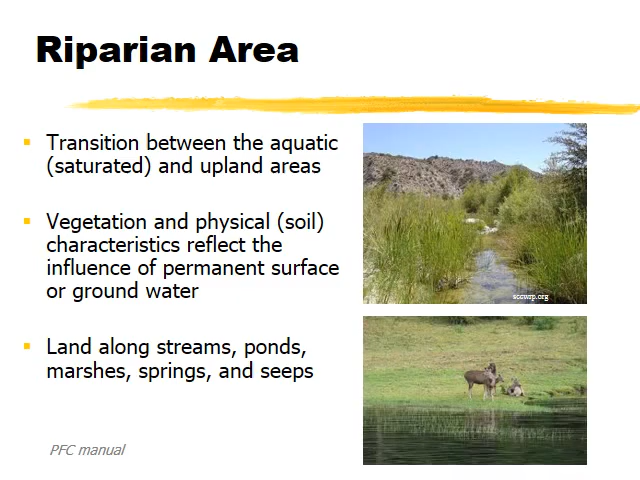 Riparian Area
Transition between the aquatic
(saturated) and upland areas
Vegetation and physical (soil)
characteristics reflect the
influence of permanent surface
or ground water
Land along streams, ponds,
marshes, springs, and seeps
PFC manual
sccwrp.org